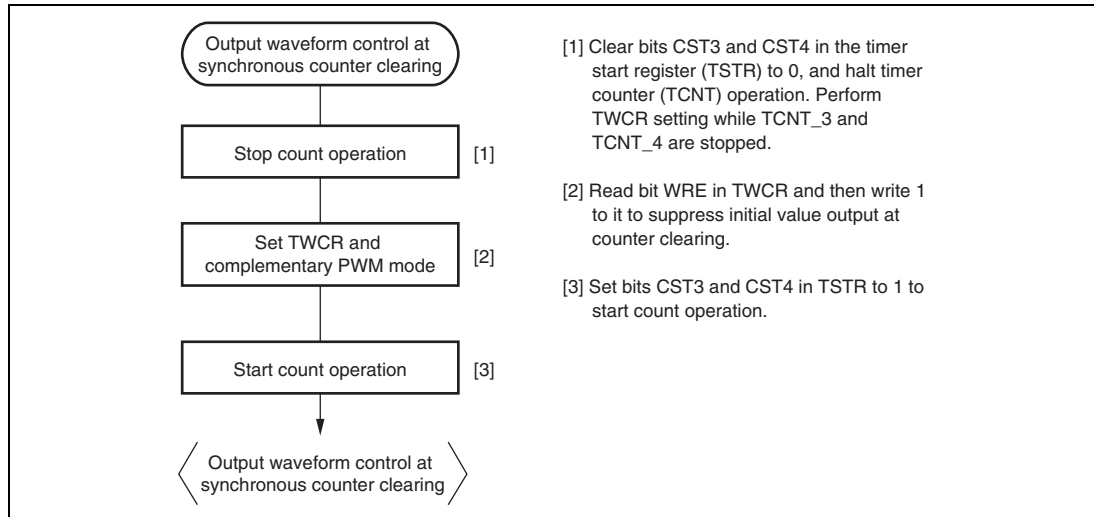 Output waveform control at
synchronous counter clearing
Stop count operation
[1]
Set TWCR and
complementary PWM mode
[2]
Start count operation
[3]
Output waveform control at
synchronous counter clearing
[1] Clear bits CST3 and CST4 in the timer
start register (TSTR) to 0, and halt timer
counter (TCNT) operation. Perform
TWCR setting while TCNT_3 and
TCNT_4 are stopped.
[2] Read bit WRE in TWCR and then write 1
to it to suppress initial value output at
counter clearing.
[3] Set bits CST3 and CST4 in TSTR to 1 to
start count operation.